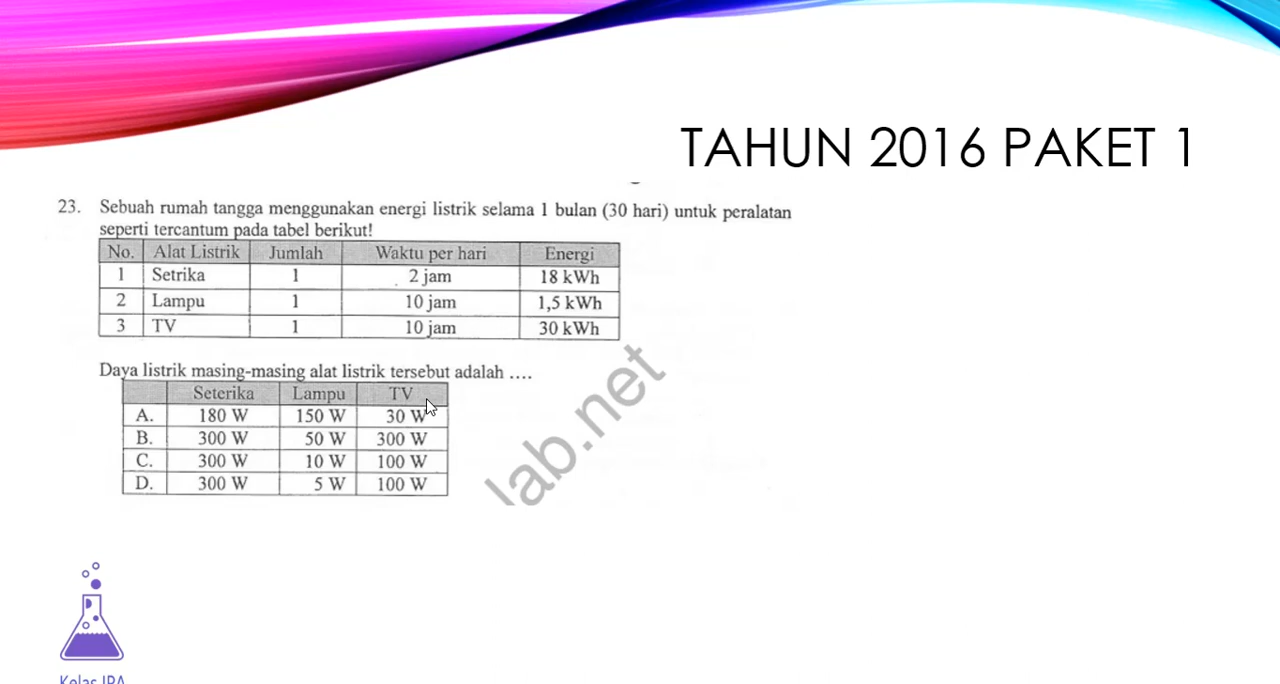 TAHUN 2016 PAKET 1
23. Sebuah rumah tangga menggunakan energi listrik selama 1 bulan (30 hari) untuk peralatan
seperti tercantum pada tabel berikut!
No. Alat Listrik Jumlah Waktu per hari Energi
1 Setrika 1 2 jam 18 kWh
2 Lampu 1 10 jam 1,5 kWh
3 TV 1 10 jam 30 kWh
Daya listrik masing-masing alat listrik tersebut adalah ....
Seterika Lampu TV
A. 180 W 150 W 30 W
B. 300 W 50 W 300 W
C. 300 W 10 W 100 W
D. 300 W 5 W 100 W
lab.net
Kelas IPA